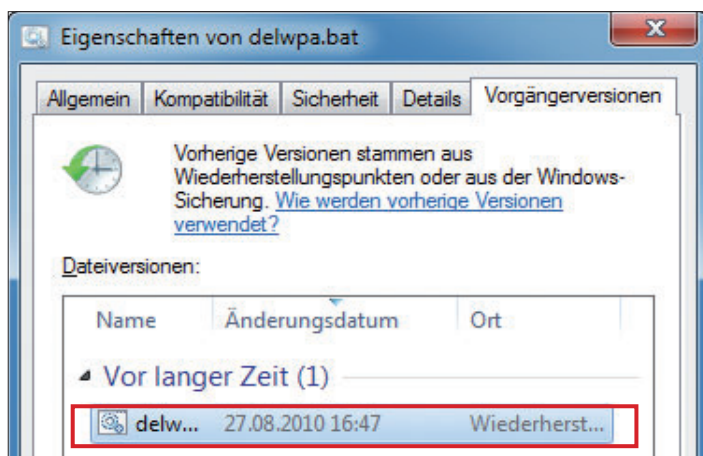 Eigenschaften von delwpa.bat
Allgemein Kompatibilität Sicherheit Details Vorgängerversionen
Vorherige Versionen stammen aus
Wiederherstellungspunkten oder aus der Windows-
Sicherung. Wie werden vorherige Versionen
verwendet?
Dateiversionen:
Name Änderungsdatum Ort
Vor langer Zeit (1)
delw... 27.08.2010 16:47 Wiederherst...